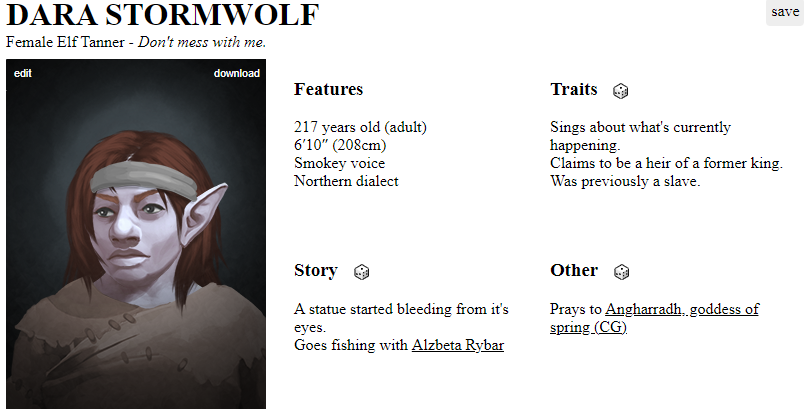 DARA STORMWOLF
save
Female Elf Tanner - Don't mess with me.
edit
download
Features
217 years old (adult)
6′10″ (208cm)
Smokey voice
Northern dialect
Traits
Sings about what's currently
happening.
Claims to be a heir of a former king.
Was previously a slave.
Story
A statue started bleeding from it's
eyes.
Goes fishing with Alzbeta Rybar
Other
Prays to Angharradh, goddess of
spring (CG)